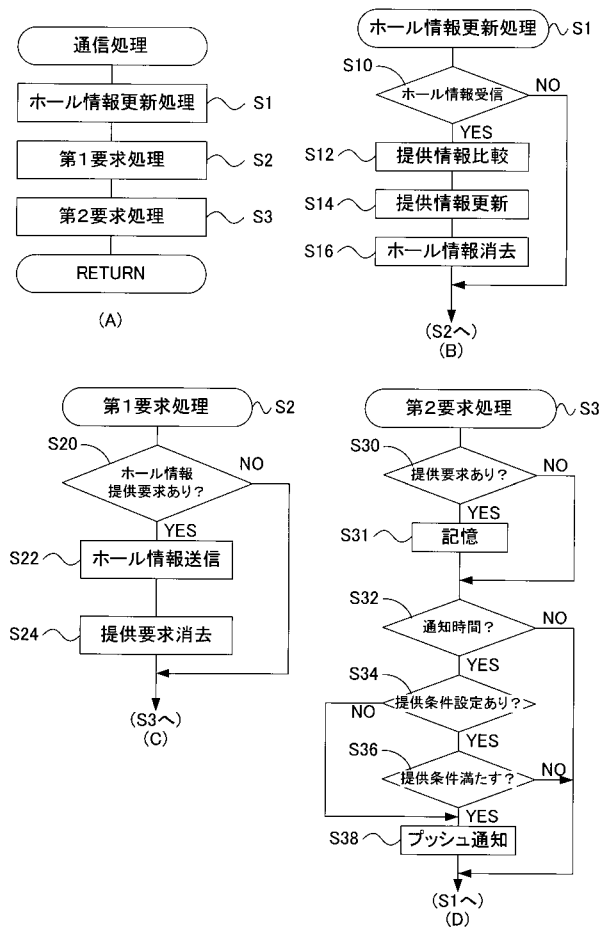 通信処理
ホール情報更新処理 S1
第1要求処理 S2
第2要求処理 S3
RETURN
(A)
ホール情報更新処理 S1
S10
ホール情報受信 NO
YES
S12 提供情報比較
S14 提供情報更新
S16 ホール情報消去
(S2へ)
(B)
第1要求処理 S2
S20
ホール情報
提供要求あり？ NO
YES
S22 ホール情報送信
S24 提供要求消去
(S3へ)
(C)
第2要求処理 S3
S30
提供要求あり？ NO
YES
S31 記憶
S32
通知時間？ NO
YES
S34
提供条件設定あり？
NO
YES
S36
提供条件満たす？ NO
YES
S38 プッシュ通知
(S1へ)
(D)